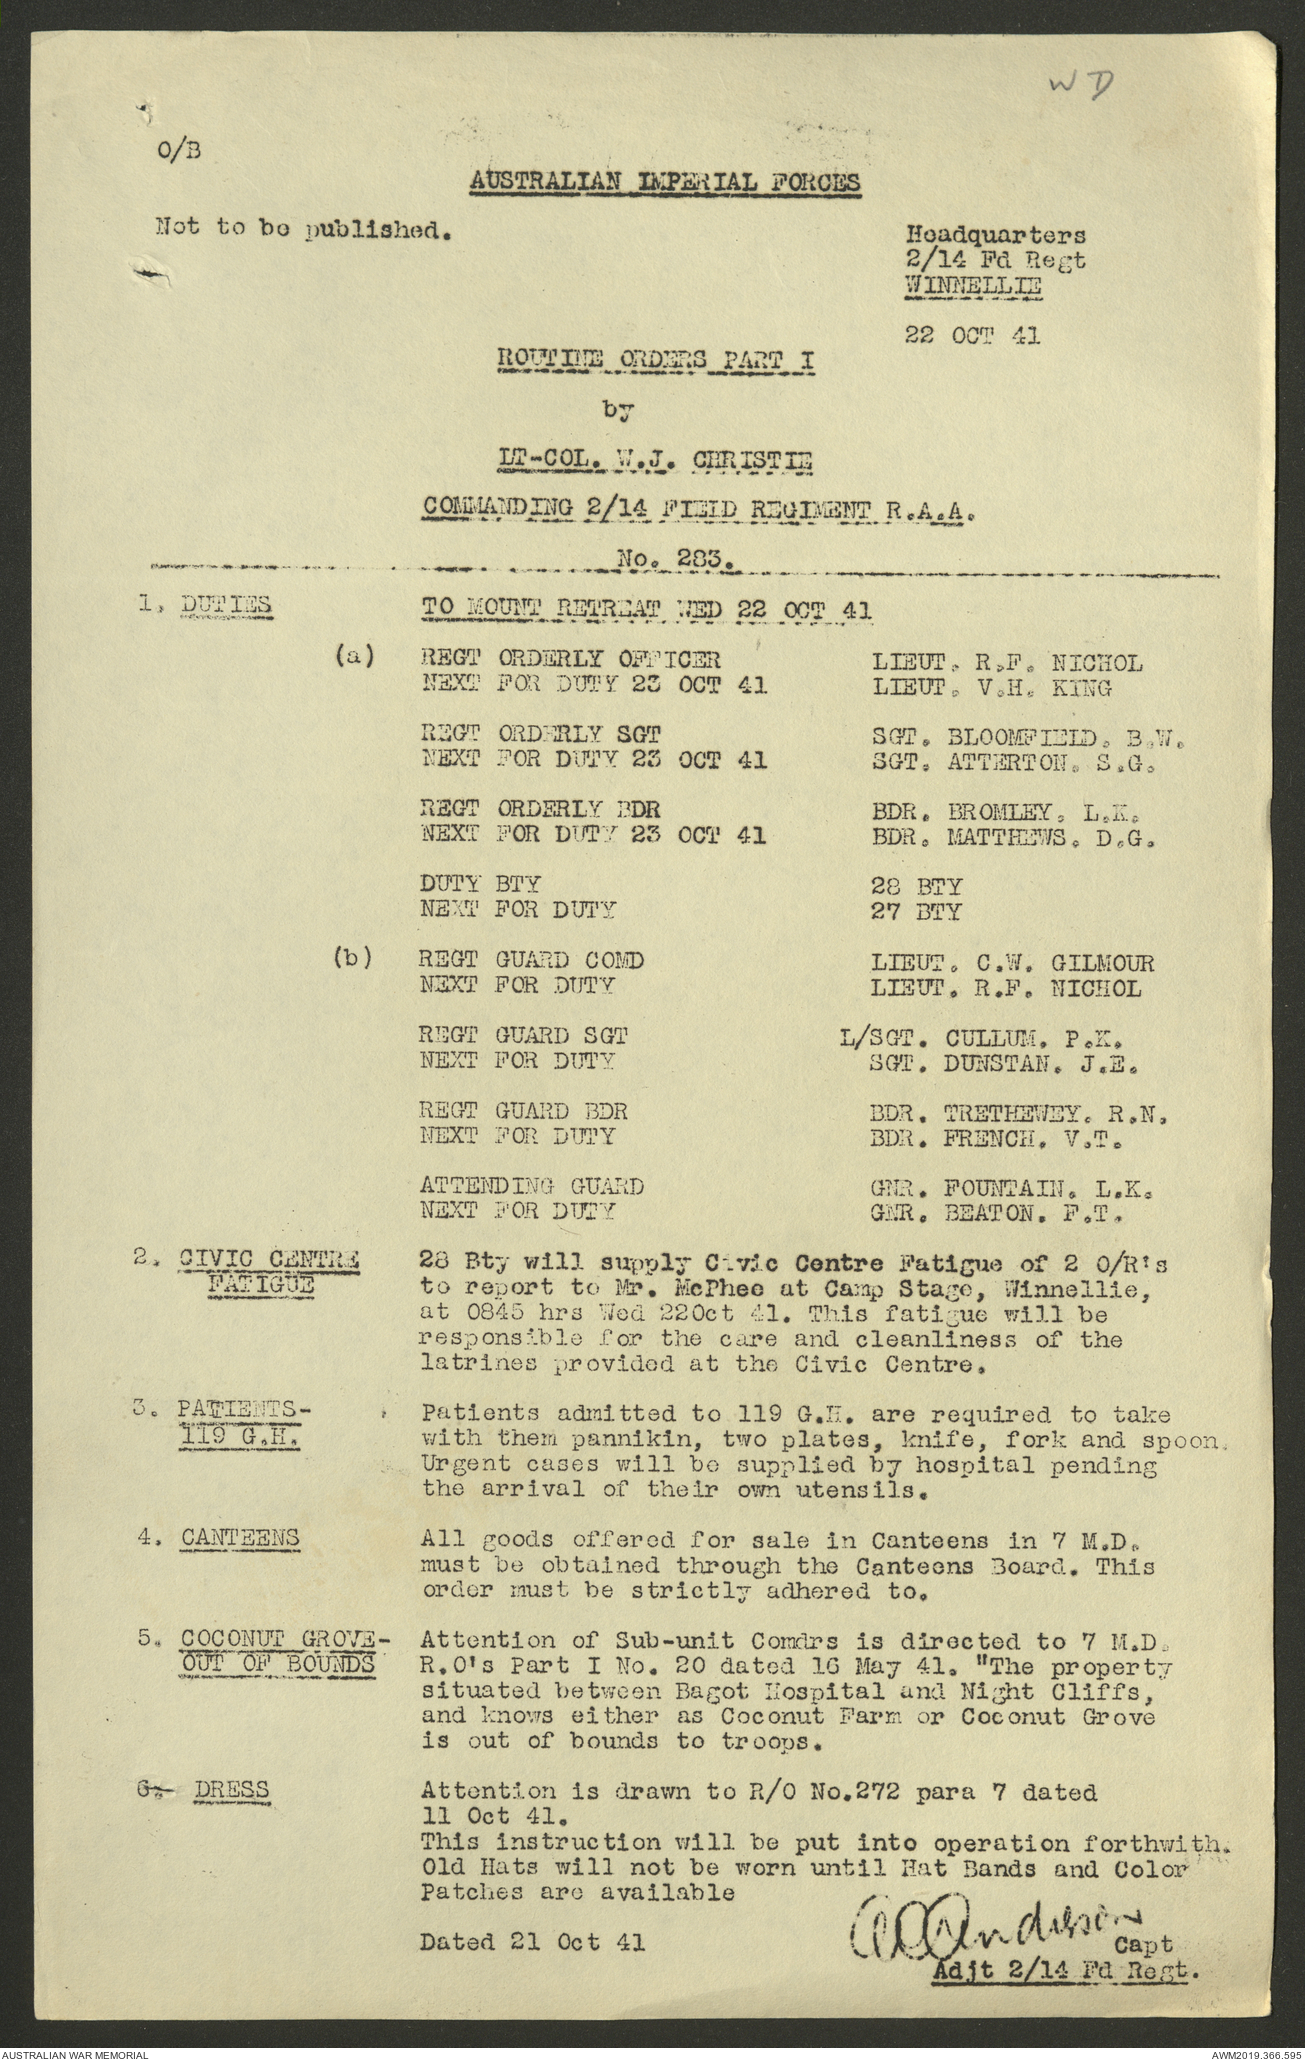 WD
O/B
AUSTRALIAN IMPERIAL FORCES
Not to be published.
Headquarters
2/14 Fd Regt
WINNELLIE
22 OCT 41
ROUTINE ORDERS PART I
by
LT-COL. W.J. CHRISTIE
COMMANDING 2/14 FIELD REGIMENT R.A.A.
No. 283.
1. DUTIES TO MOUNT RETREAT WED 22 OCT 41
(a) REGT ORDERLY OFFICER LIEUT. R.F. NICHOL
NEXT FOR DUTY 23 OCT 41 LIEUT. V.H. KING
REGT ORDERLY SGT SGT. BLOOMFIELD. B.W.
NEXT FOR DUTY 23 OCT 41 SGT. ATTERTON. S.G.
REGT ORDERLY BDR BDR. BROMLEY. L.K.
NEXT FOR DUTY 23 OCT 41 BDR. MATTHEWS. D.G.
DUTY BTY 28 BTY
NEXT FOR DUTY 27 BTY
(b) REGT GUARD COMD LIEUT. C.W. GILMOUR
NEXT FOR DUTY LIEUT. R.F. NICHOL
REGT GUARD SGT L/SGT. CULLUM. P.K.
NEXT FOR DUTY SGT. DUNSTAN. J.E.
REGT GUARD BDR BDR. TRETHEWEY. R.N.
NEXT FOR DUTY BDR. FRENCH. V.T.
ATTENDING GUARD GNR. FOUNTAIN. L.K.
NEXT FOR DUTY GNR. BEATON. F.T.
2. CIVIC CENTRE 28 Bty will supply Civic Centre Fatigue of 2 O/R's
FATIGUE to report to Mr. McPhee at Camp Stage, Winnellie,
at 0845 hrs Wed 22Oct 41. This fatigue will be
responsible for the care and cleanliness of the
latrines provided at the Civic Centre.
3. PATIENTS- Patients admitted to 119 G.H. are required to take
119 G.H. with them pannikin, two plates, knife, fork and spoon.
Urgent cases will be supplied by hospital pending
the arrival of their own utensils.
4. CANTEENS All goods offered for sale in Canteens in 7 M.D.
must be obtained through the Canteens Board. This
order must be strictly adhered to.
5. COCONUT GROVE- Attention of Sub-unit Comdrs is directed to 7 M.D.
OUT OF BOUNDS R.O's Part I No. 20 dated 16 May 41. "The property
situated between Bagot Hospital and Night Cliffs,
and knows either as Coconut Farm or Coconut Grove
is out of bounds to troops.
6. DRESS Attention is drawn to R/O No.272 para 7 dated
11 Oct 41.
This instruction will be put into operation forthwith.
Old Hats will not be worn until Hat Bands and Color
Patches are available
Dated 21 Oct 41
Anderson
Capt
Adjt 2/14 Fd Regt.
AUSTRALIAN WAR MEMORIAL AWM2019.366.595